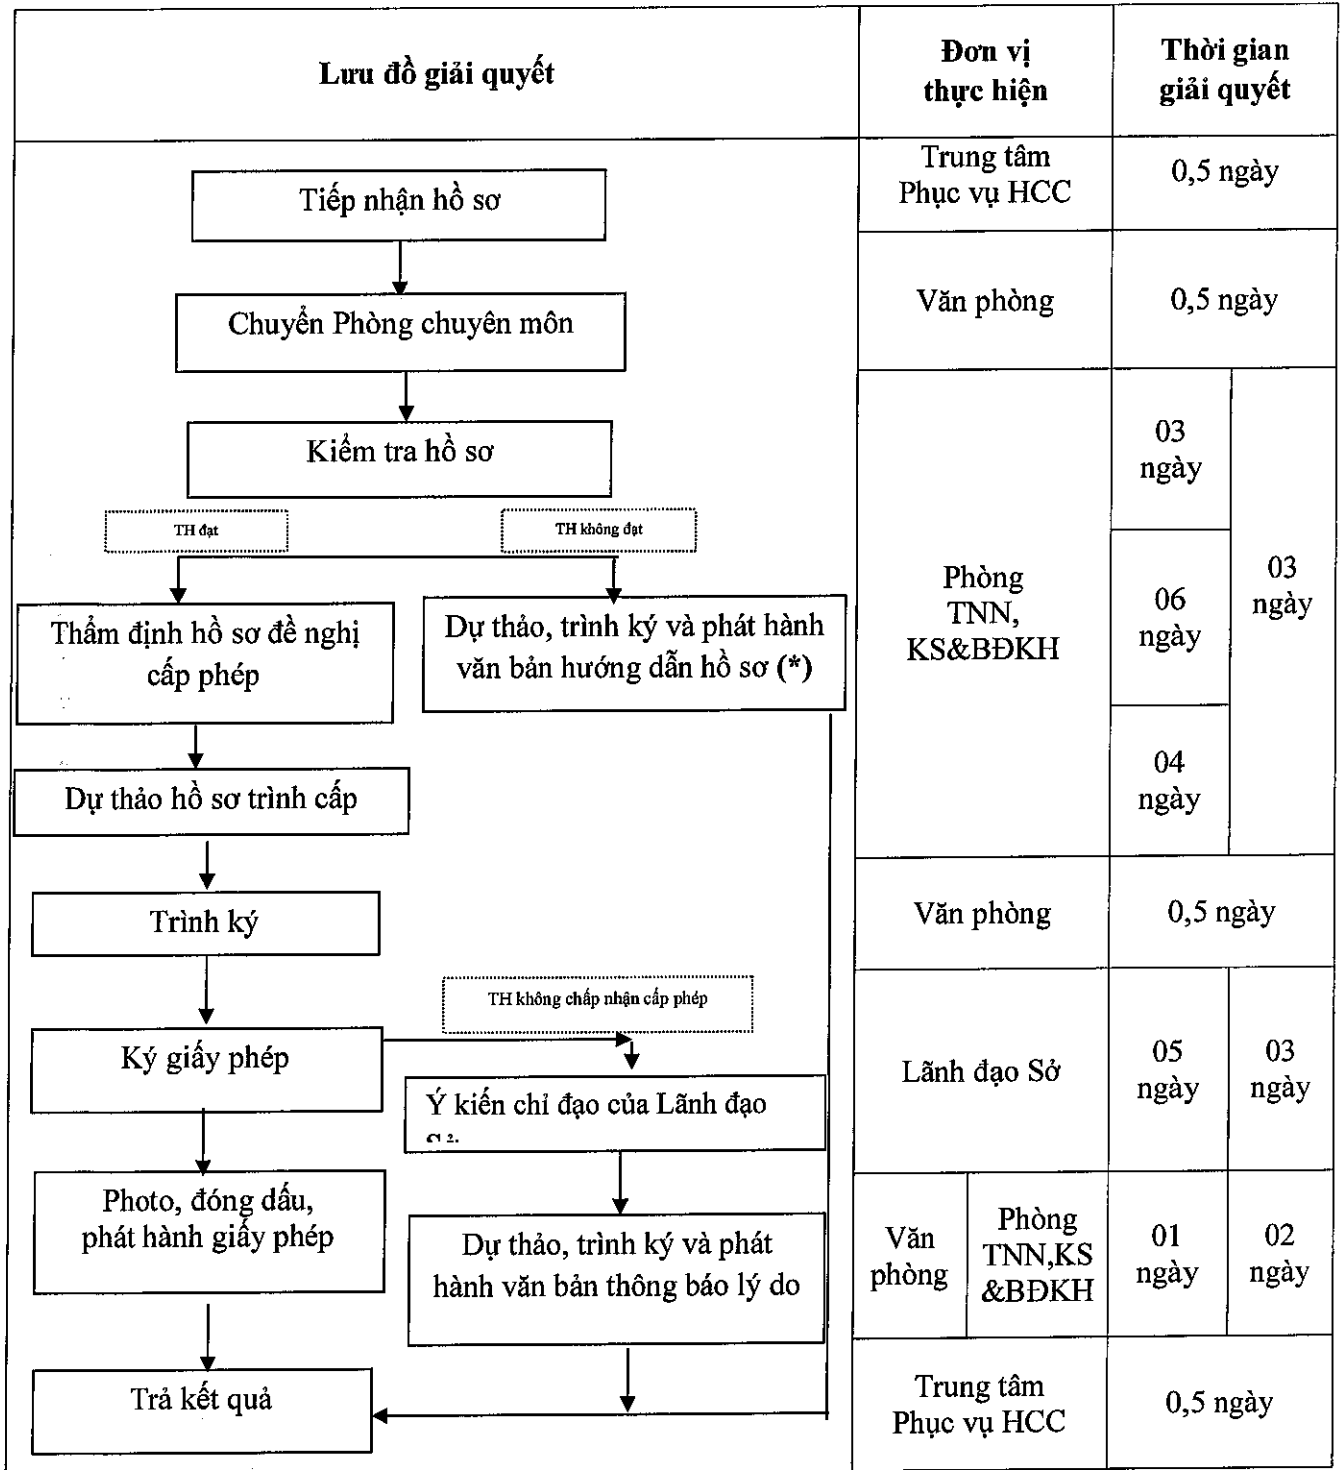 Lưu đồ giải quyết
Đơn vị
thực hiện
Thời gian
giải quyết
Tiếp nhận hồ sơ
Trung tâm
Phục vụ HCC
0,5 ngày
Chuyển Phòng chuyên môn
Văn phòng
0,5 ngày
Kiểm tra hồ sơ
TH đạt
TH không đạt
Thẩm định hồ sơ đề nghị
cấp phép
Dự thảo, trình ký và phát hành
văn bản hướng dẫn hồ sơ (*)
Dự thảo hồ sơ trình cấp
Phòng
TNN,
KS&BĐKH
03
ngày
06
ngày
04
ngày
03
ngày
Trình ký
Văn phòng
0,5 ngày
TH không chấp nhận cấp phép
Ký giấy phép
Ý kiến chỉ đạo của Lãnh đạo
Lãnh đạo Sở
05
ngày
03
ngày
Photo, đóng dấu,
phát hành giấy phép
Dự thảo, trình ký và phát
hành văn bản thông báo lý do
Văn
phòng
Phòng
TNN,KS
&BĐKH
01
ngày
02
ngày
Trả kết quả
Trung tâm
Phục vụ HCC
0,5 ngày